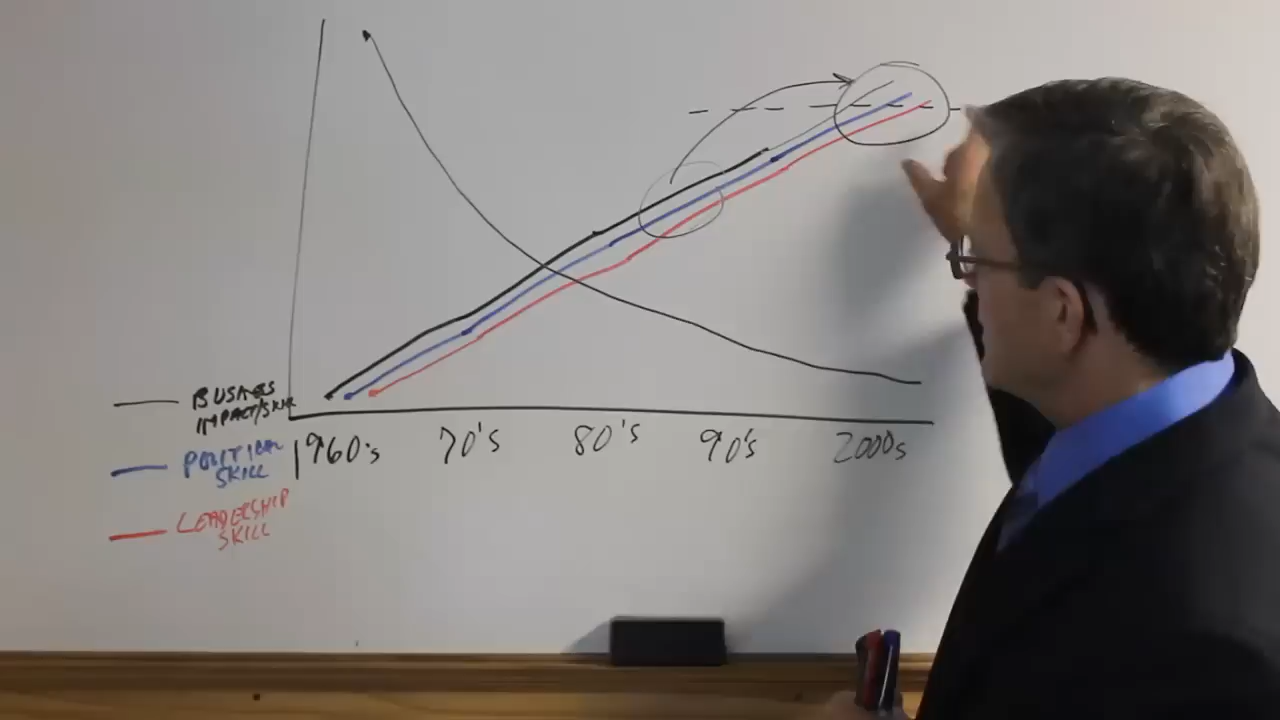 BUSINESS
IMPACT/SKILL
POLITICAL
SKILL
LEADERSHIP
SKILL
1960's 70's 80's 90's 2000s